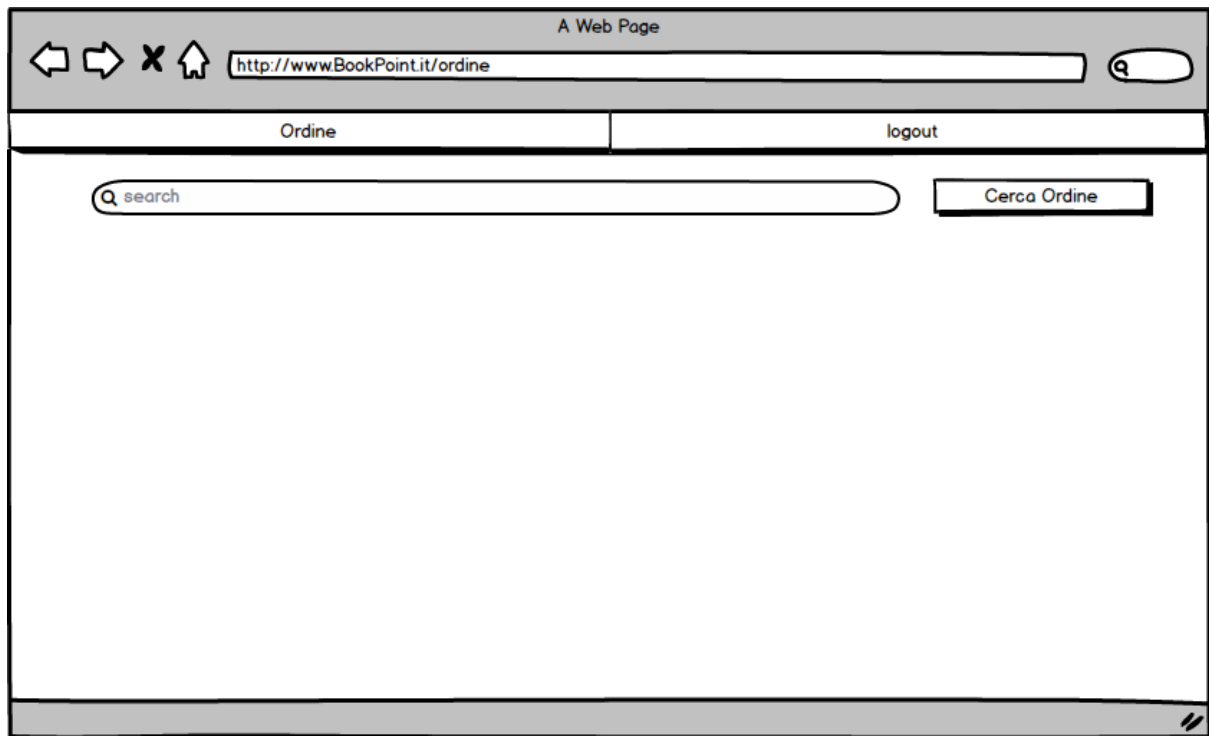 A Web Page
http://www.BookPoint.it/ordine
Ordine
logout
search
Cerca Ordine